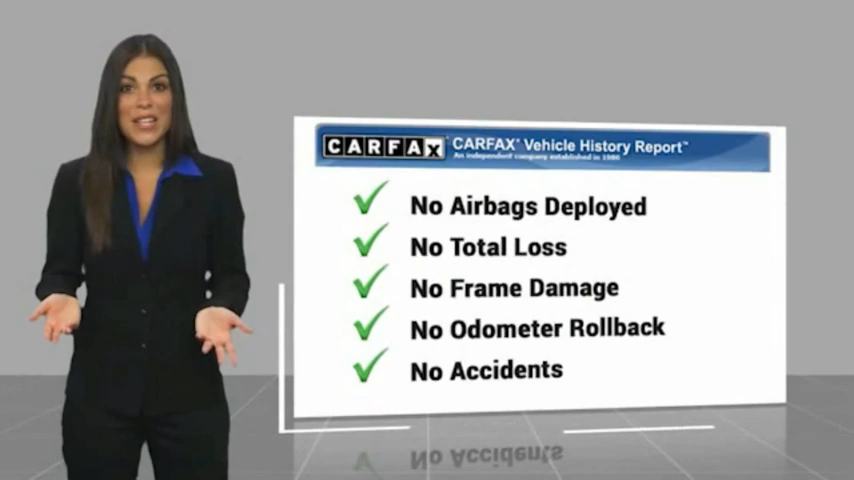 CARFAX CARFAX® Vehicle History Report™
An independent company established in 1986
No Airbags Deployed
No Total Loss
No Frame Damage
No Odometer Rollback
No Accidents
No Accidents